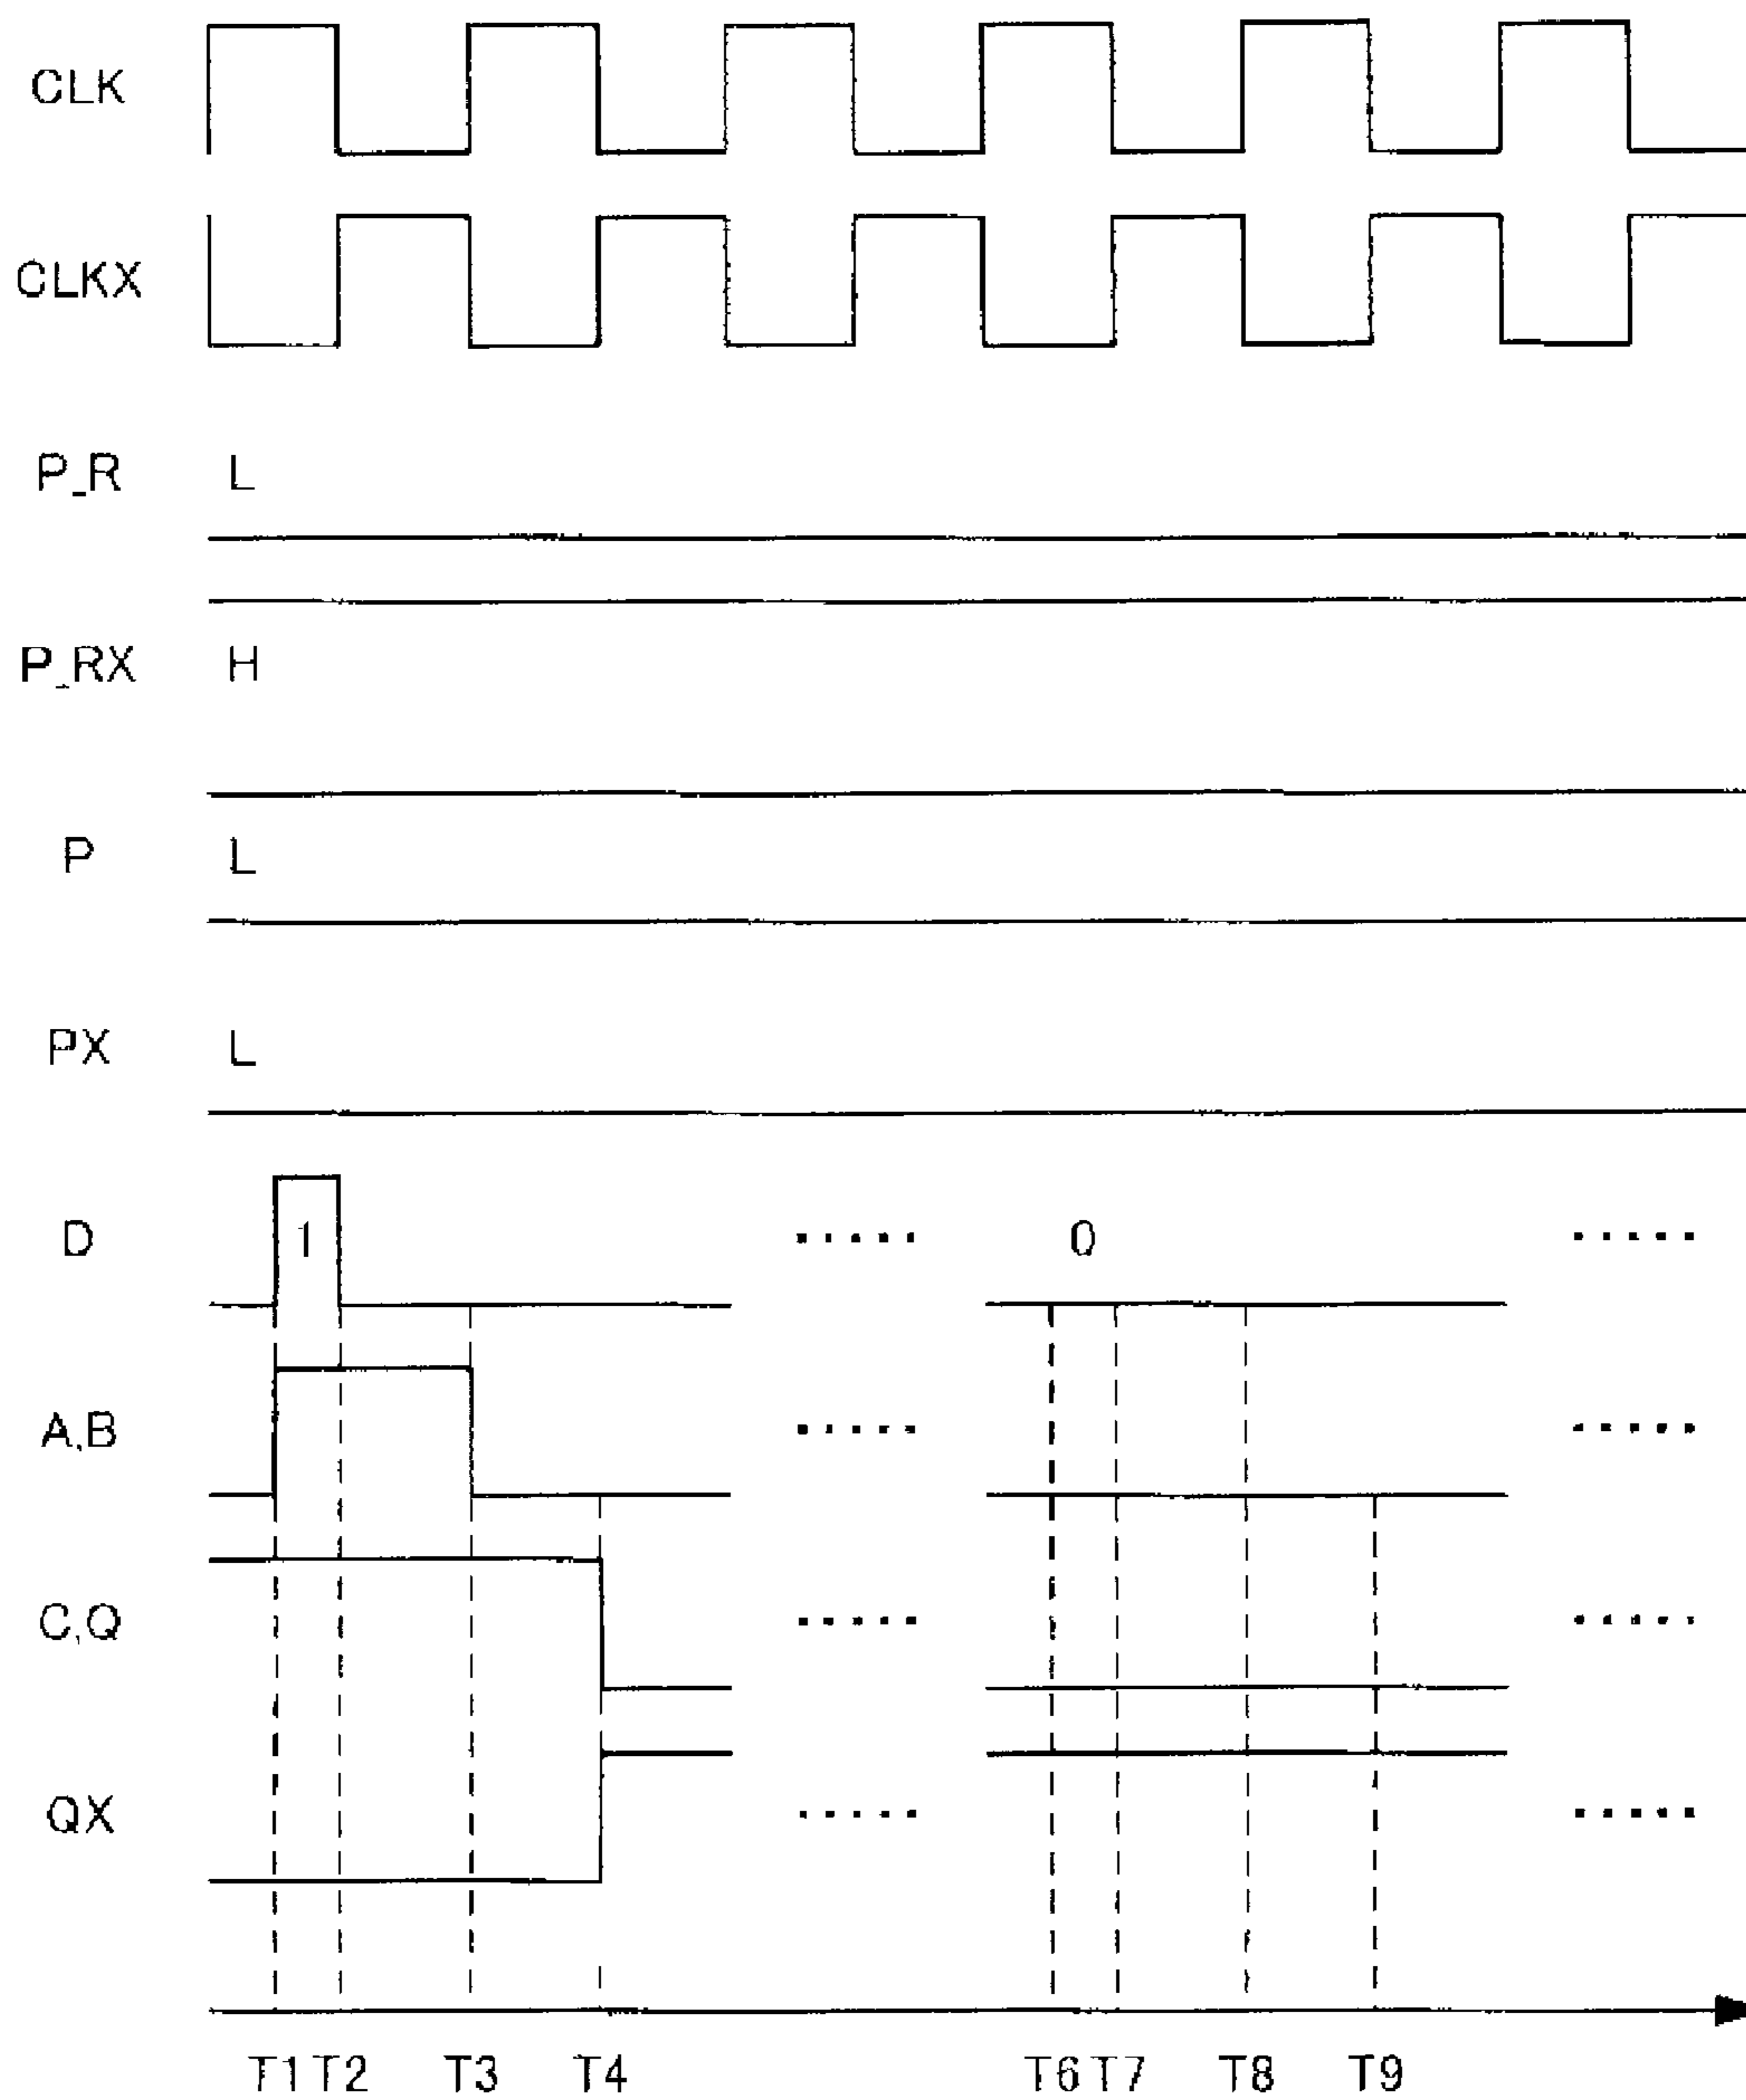 CLK
CLKX
P_R L
P_RX H
P L
PX L
D 1 ····· 0 ·····
A,B ····· ·····
C,Q ····· ·····
QX ····· ·····
T1 T2 T3 T4 T6 T7 T8 T9